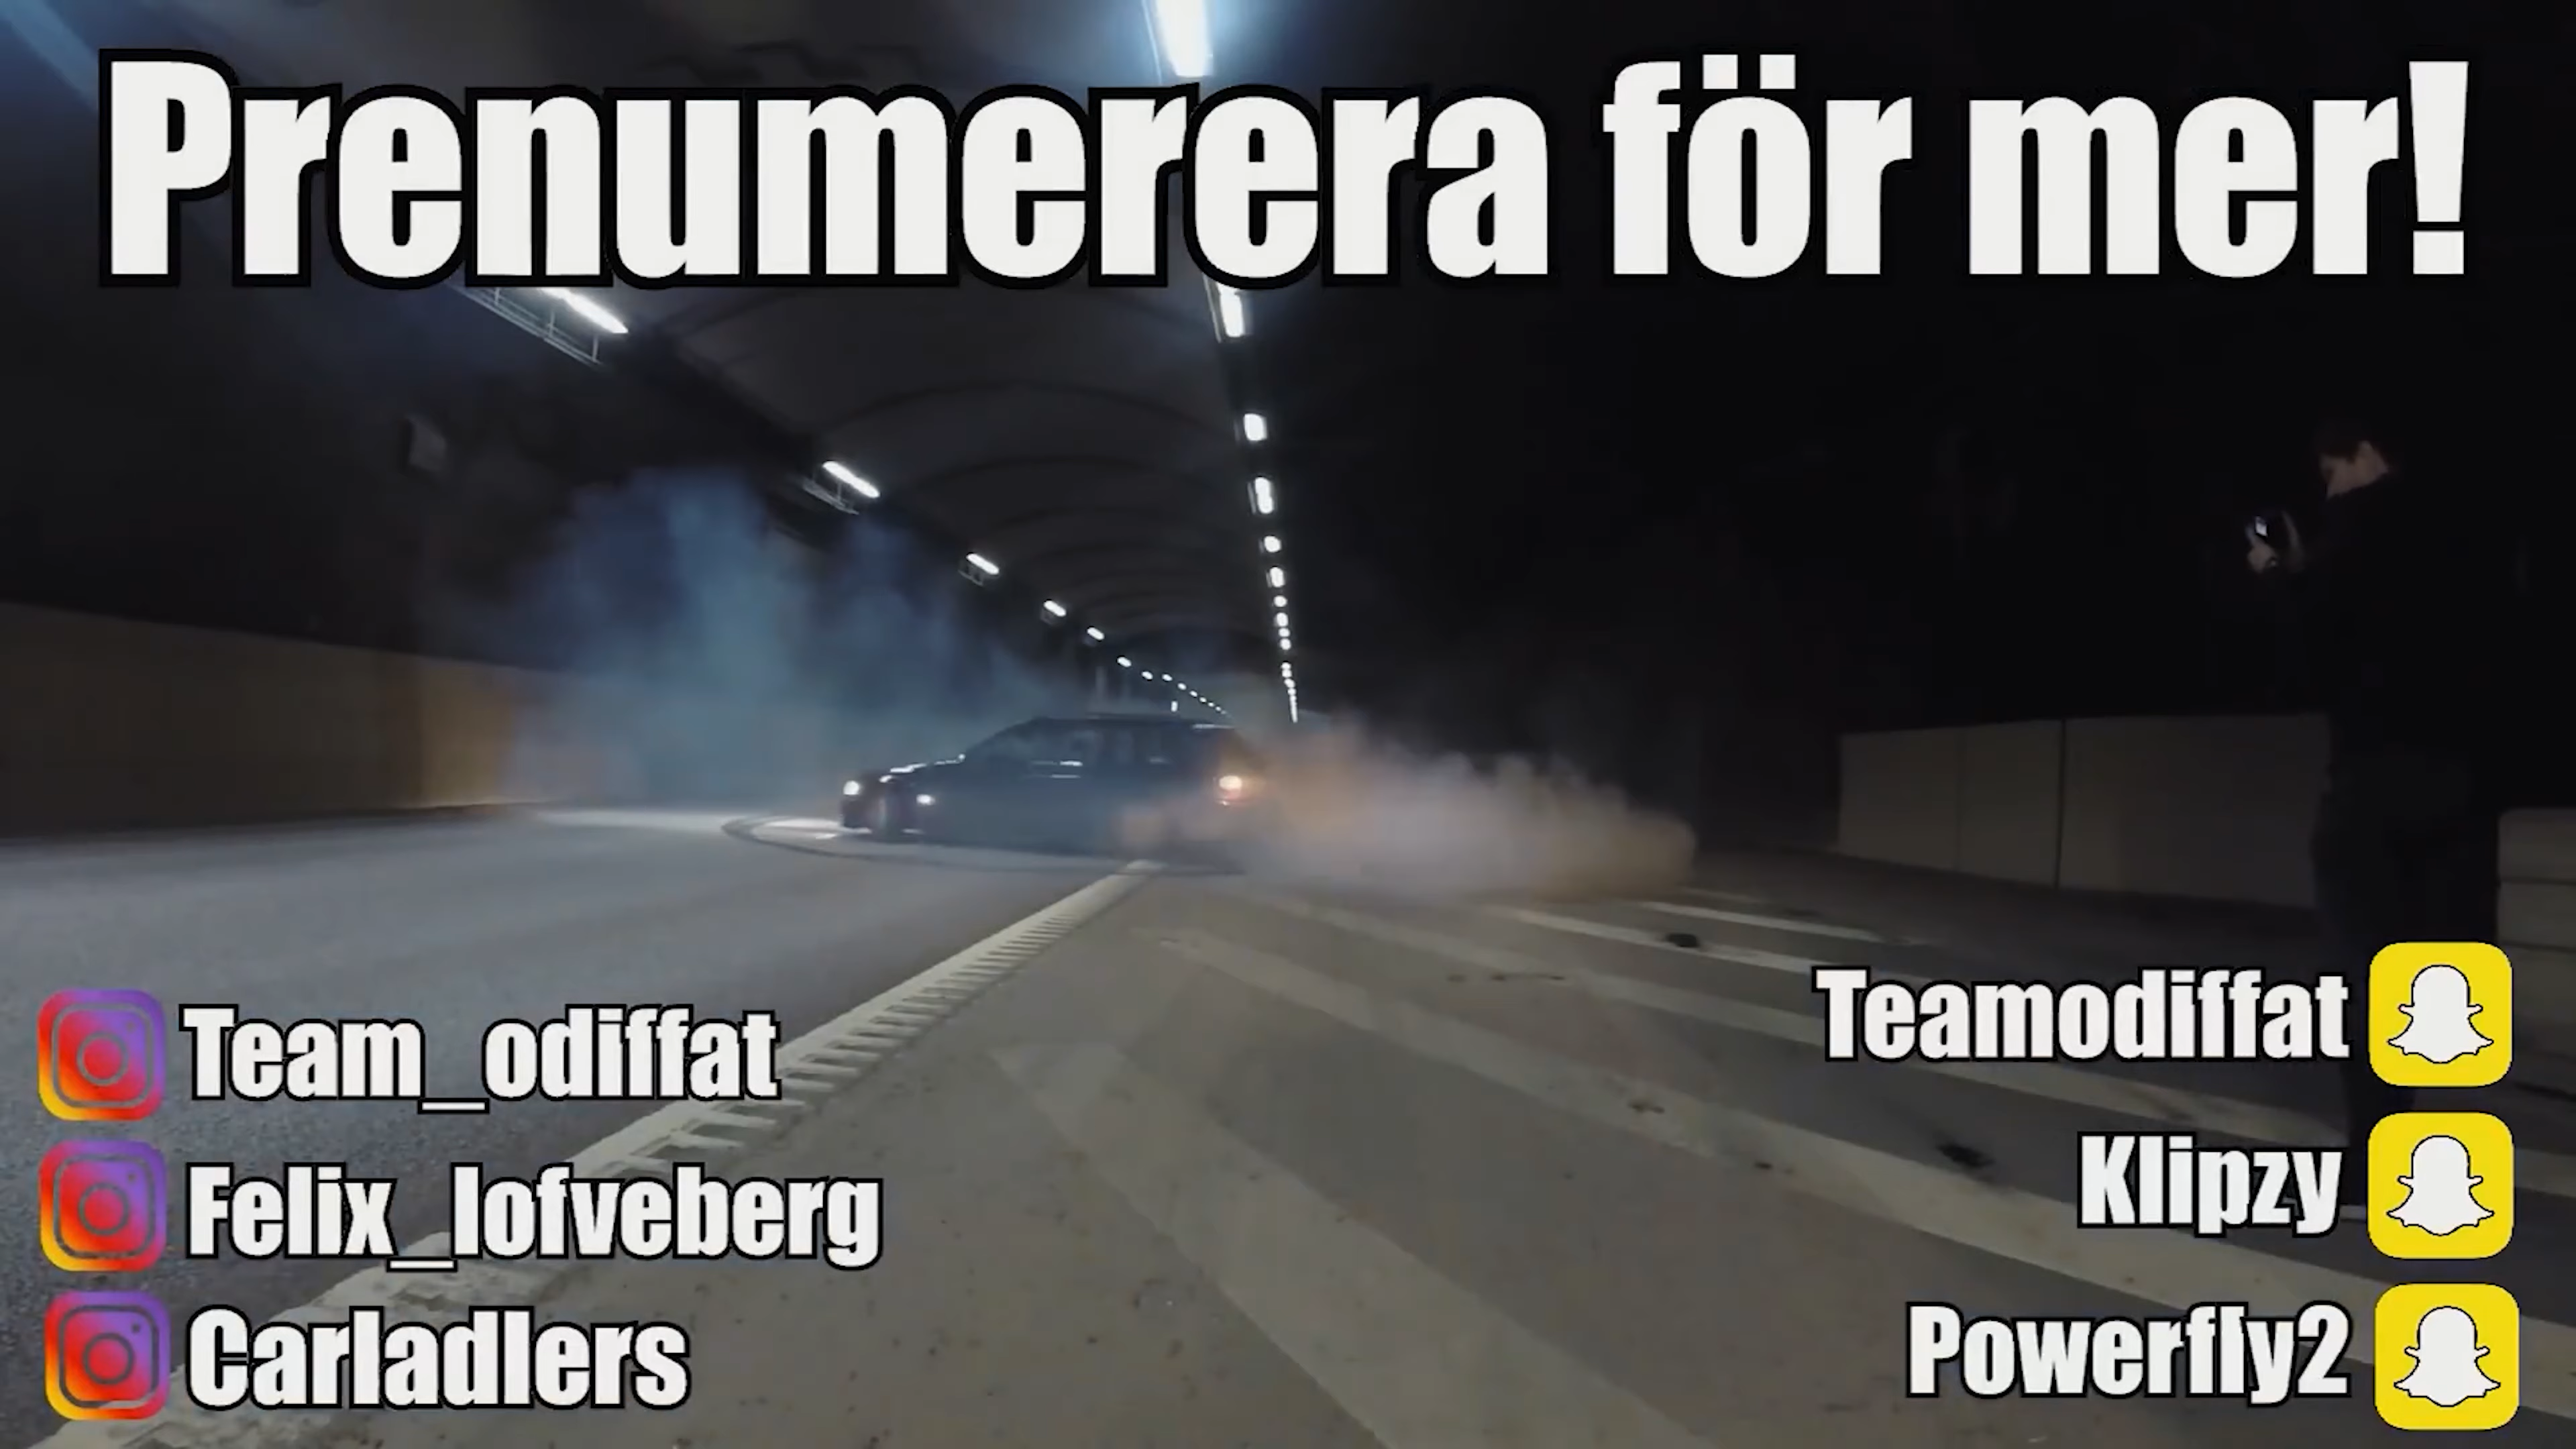 Prenumerera för mer!
Team_odiffat
Felix_lofveberg
Carladlers
Teamodiffat
Klipzy
Powerfly2